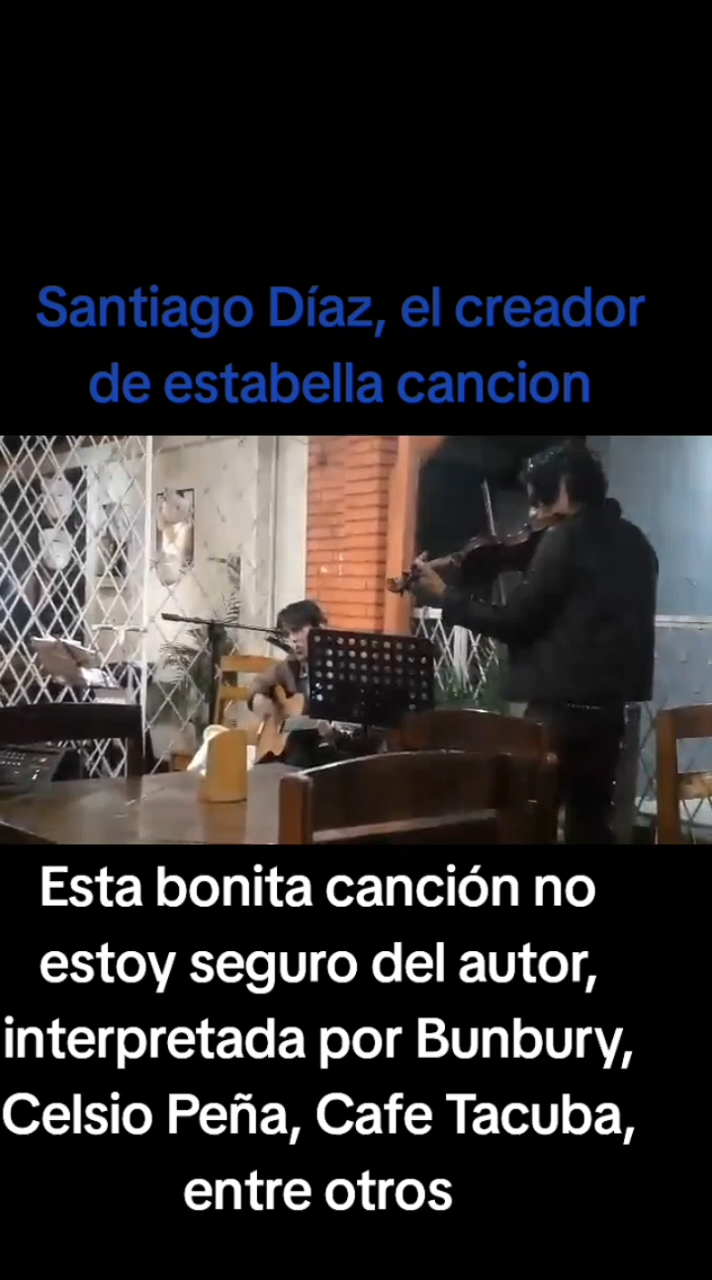 Santiago Díaz, el creador
de estabella cancion
Esta bonita canción no
estoy seguro del autor,
interpretada por Bunbury,
Celsio Peña, Cafe Tacuba,
entre otros